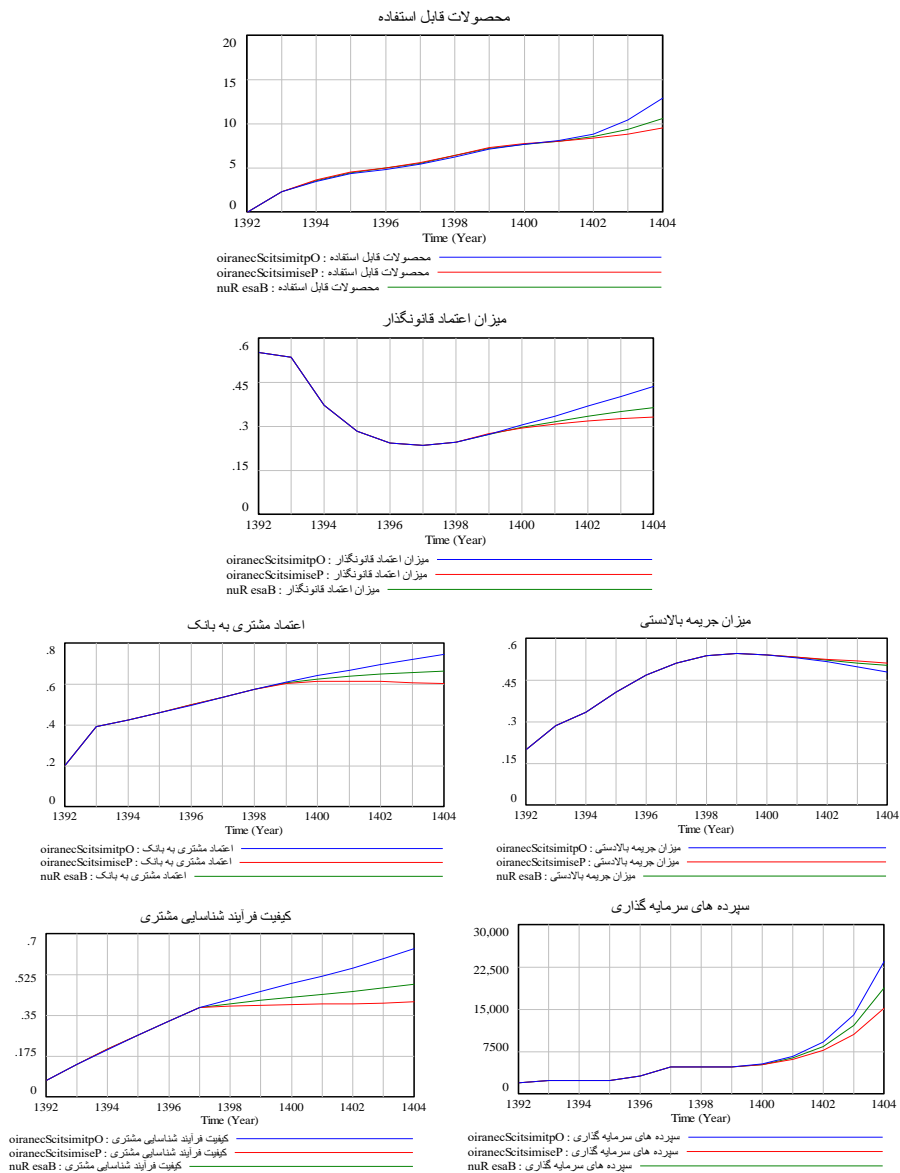 محصولات قابل استفاده
20
15
10
5
0
1392 1394 1396 1398 1400 1402 1404
Time (Year)
محصولات قابل استفاده : oiranecScitsimitpO
محصولات قابل استفاده : oiranecScitsimiseP
محصولات قابل استفاده : nuR esaB
میزان اعتماد قانونگذار
.6
.45
.3
.15
0
1392 1394 1396 1398 1400 1402 1404
Time (Year)
میزان اعتماد قانونگذار : oiranecScitsimitpO
میزان اعتماد قانونگذار : oiranecScitsimiseP
میزان اعتماد قانونگذار : nuR esaB
اعتماد مشتری به بانک
.8
.6
.4
.2
0
1392 1394 1396 1398 1400 1402 1404
Time (Year)
اعتماد مشتری به بانک : oiranecScitsimitpO
اعتماد مشتری به بانک : oiranecScitsimiseP
اعتماد مشتری به بانک : nuR esaB
میزان جریمه بالادستی
.6
.45
.3
.15
0
1392 1394 1396 1398 1400 1402 1404
Time (Year)
میزان جریمه بالادستی : oiranecScitsimitpO
میزان جریمه بالادستی : oiranecScitsimiseP
میزان جریمه بالادستی : nuR esaB
کیفیت فرآیند شناسایی مشتری
.7
.525
.35
.175
0
1392 1394 1396 1398 1400 1402 1404
Time (Year)
کیفیت فرآیند شناسایی مشتری : oiranecScitsimitpO
کیفیت فرآیند شناسایی مشتری : oiranecScitsimiseP
کیفیت فرآیند شناسایی مشتری : nuR esaB
سپرده های سرمایه گذاری
30,000
22,500
15,000
7500
0
1392 1394 1396 1398 1400 1402 1404
Time (Year)
سپرده های سرمایه گذاری : oiranecScitsimitpO
سپرده های سرمایه گذاری : oiranecScitsimiseP
سپرده های سرمایه گذاری : nuR esaB